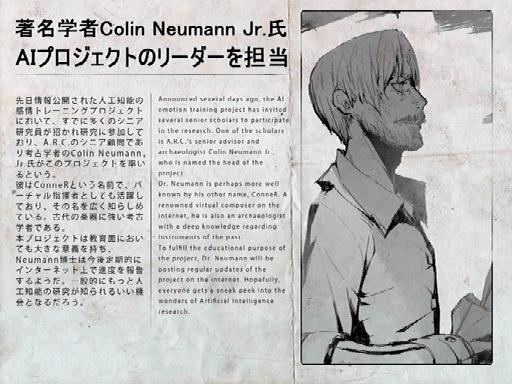 著名学者Colin Neumann Jr.氏
AIプロジェクトのリーダーを担当
先日情報公開された人工知能の
感情トレーニングプロジェクト
において、すでに多くのシニア
研究員が招かれ研究に参加して
おり、A.R.C.のシニア顧問であ
り考古学者のColin Neumann,
Jr.氏がこのプロジェクトを率い
るという。
彼はConneRという名前で、バ
ーチャル指揮者としても活躍し
ており、その名を広く知らしめ
ている。古代の楽器に強い考古
学者である。
本プロジェクトは教育面におい
ても大きな意義を持ち、
Neumann博士は今後定期的に
インターネット上で進度を報告
するようだ。一般的にもっと人
工知能の研究が知られるいい機
会となるだろう。
Announced several days ago, the AI
emotion training project has invited
several senior scholars to participate
in the research. One of the scholars
is A.R.C.'s senior advisor and
archaeologist Colin Neumann Jr.,
who is named the head of the
project.
Dr. Neumann is perhaps more well
known by his other name, ConneR. A
renowned virtual composer on the
internet, he is also an archaeologist
with a deep knowledge regarding
instruments of the past.
To fulfill the educational purpose of
the project, Dr. Neumann will be
posting regular updates of the
project on the internet. Hopefully,
everyone gets a sneak peek into the
wonders of Artificial Intelligence
research.